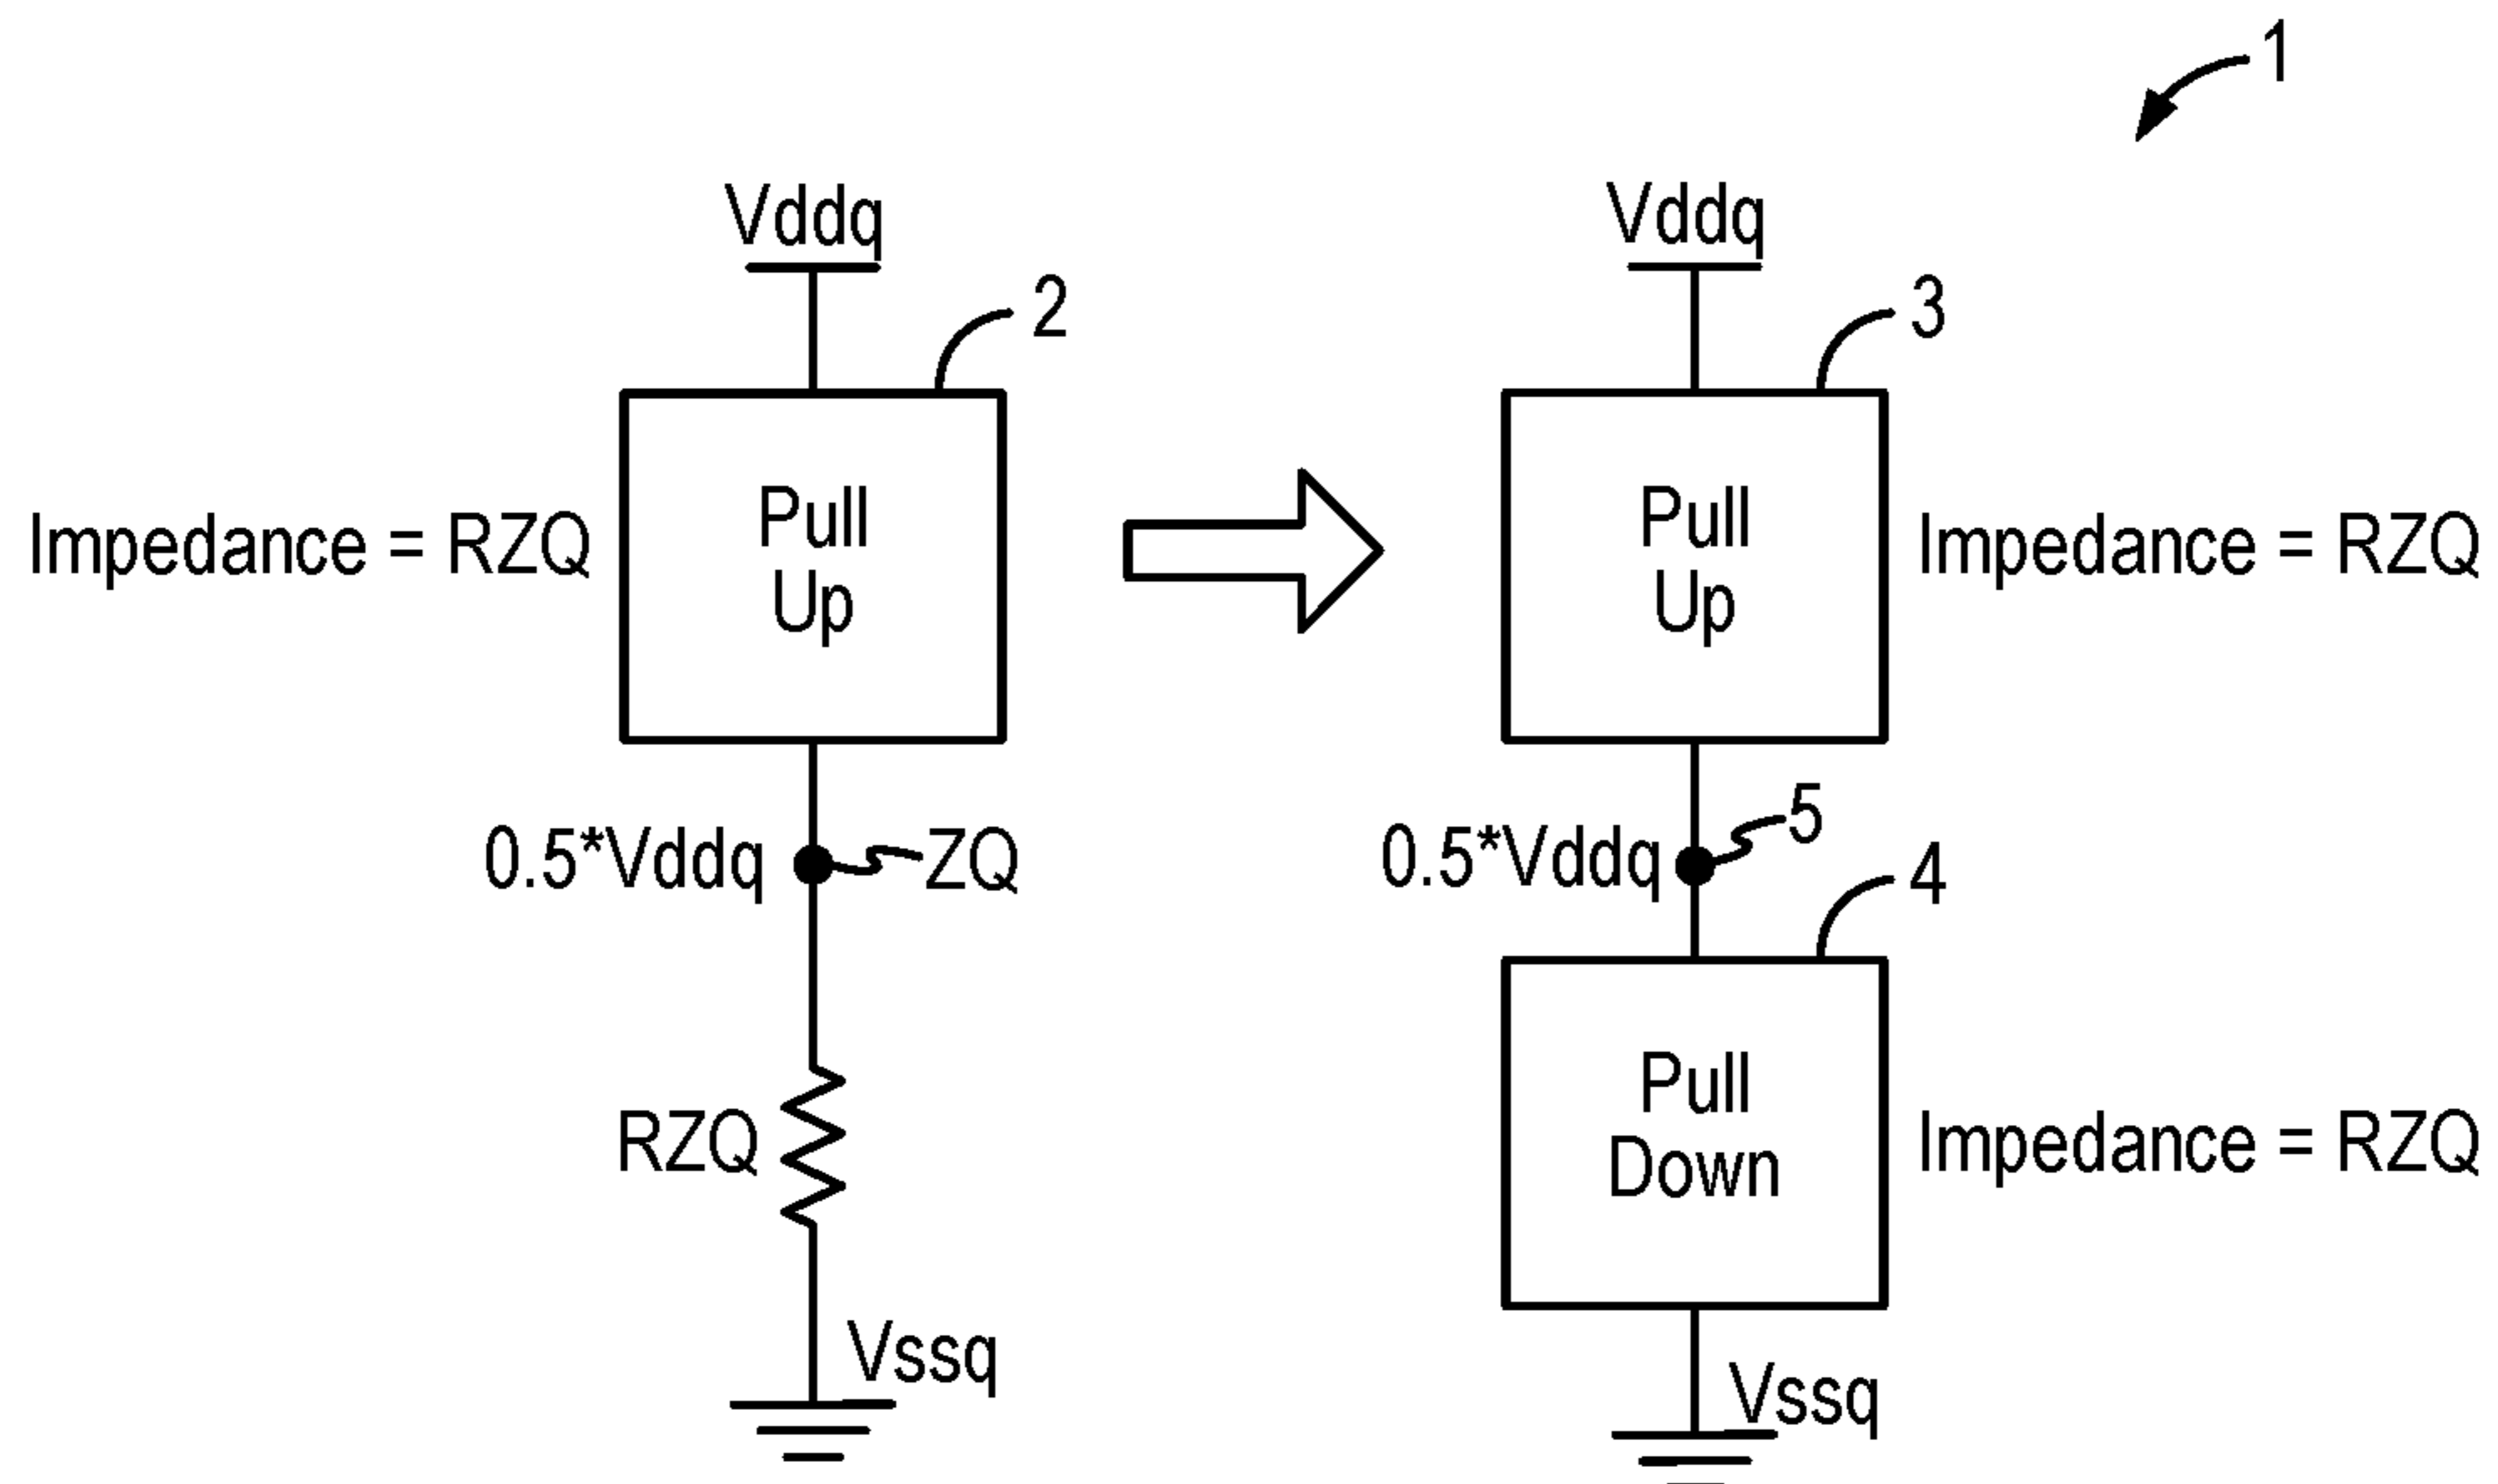 1
Vddq
2
Impedance = RZQ
Pull
Up
0.5*Vddq
ZQ
RZQ
Vssq
Vddq
3
Pull
Up
Impedance = RZQ
0.5*Vddq
5
4
Pull
Down
Impedance = RZQ
Vssq